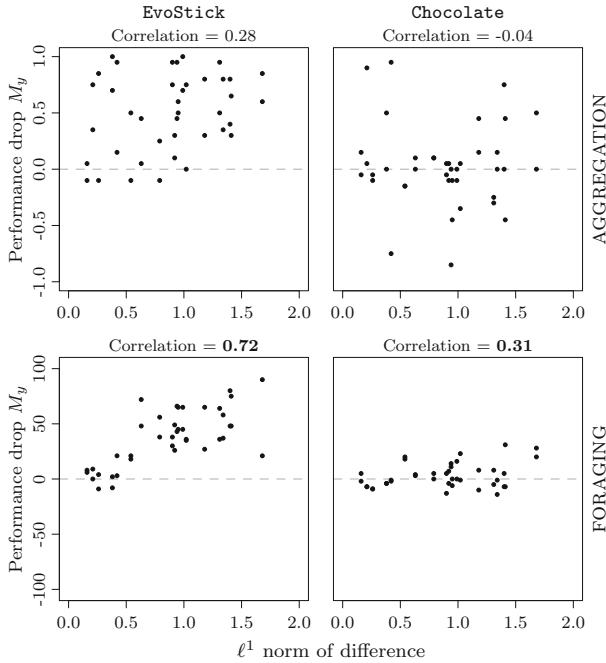 EvoStick Chocolate
Correlation = 0.28 Correlation = -0.04
Performance drop My
1.0
0.5
0.0
-0.5
-1.0
AGGREGATION
0.0 0.5 1.0 1.5 2.0 0.0 0.5 1.0 1.5 2.0
Correlation = 0.72 Correlation = 0.31
Performance drop My
100
50
0
-50
-100
FORAGING
0.0 0.5 1.0 1.5 2.0 0.0 0.5 1.0 1.5 2.0
ℓ¹ norm of difference